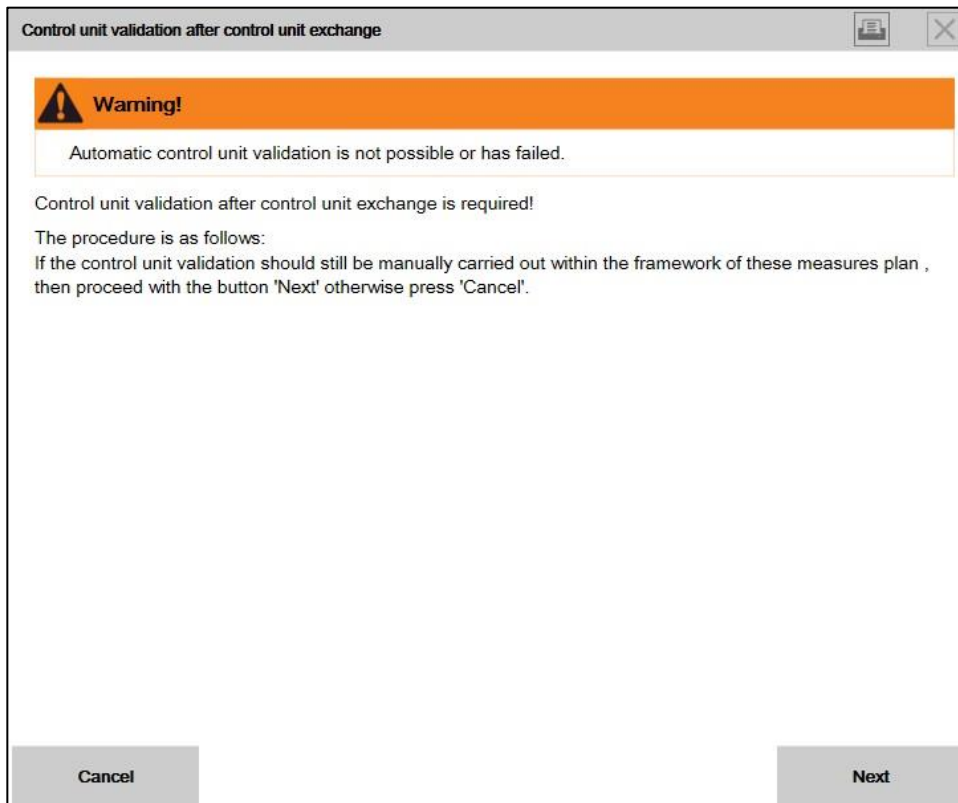 Control unit validation after control unit exchange
Warning!
Automatic control unit validation is not possible or has failed.
Control unit validation after control unit exchange is required!
The procedure is as follows:
If the control unit validation should still be manually carried out within the framework of these measures plan ,
then proceed with the button 'Next' otherwise press 'Cancel'.
Cancel
Next